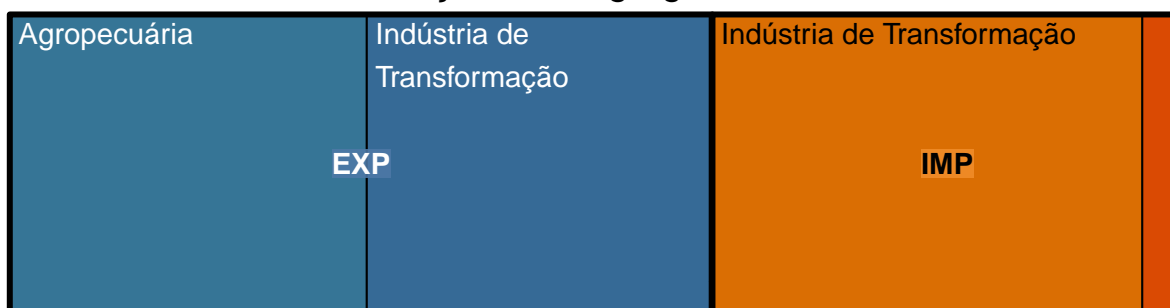 Agropecuária
Indústria de
Transformação
Indústria de Transformação
EXP
IMP